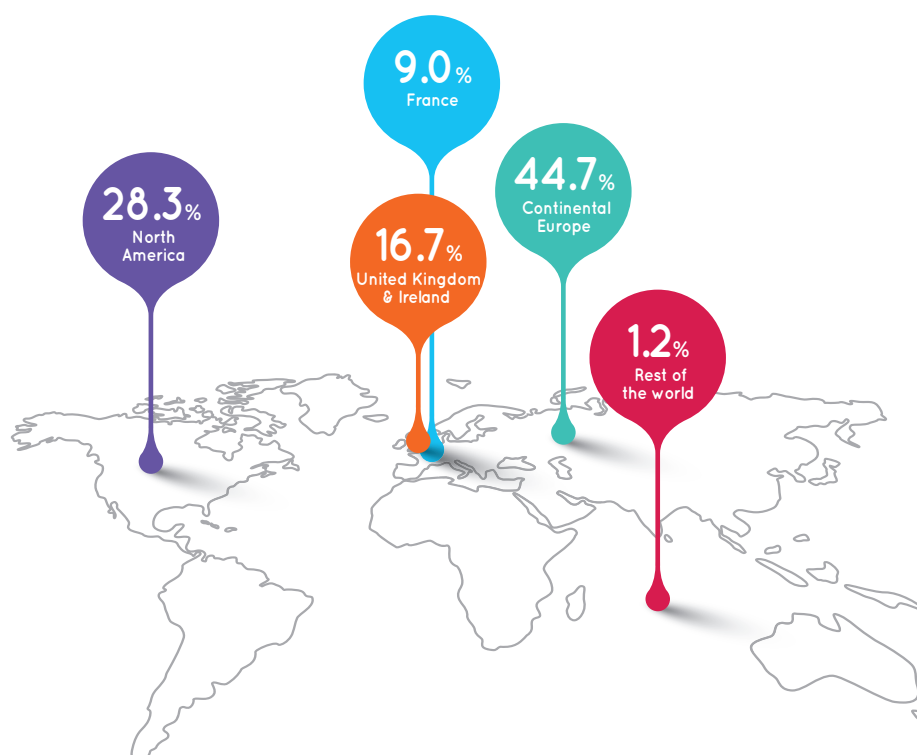 9.0%
France
28.3%
North
America
44.7%
Continental
Europe
16.7%
United Kingdom
& Ireland
1.2%
Rest of
the world